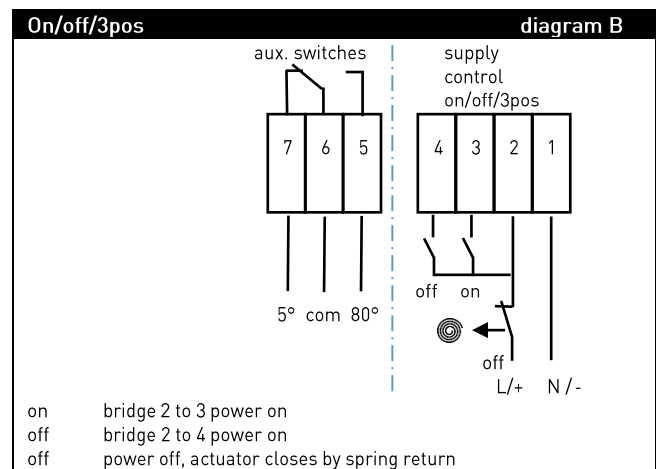 On/off/3pos diagram B
aux. switches
supply
control
on/off/3pos
7 6 5
4 3 2 1
off on
5° com 80°
off
L/+ N / -
on bridge 2 to 3 power on
off bridge 2 to 4 power on
off power off, actuator closes by spring return